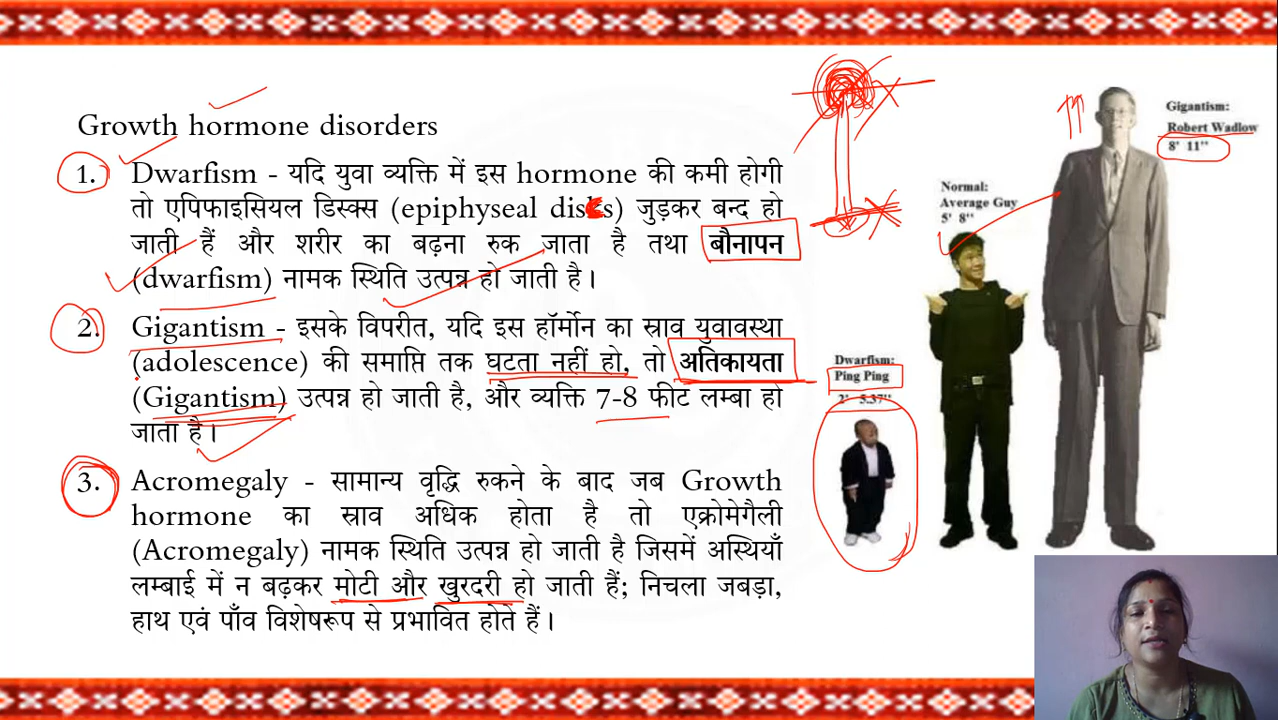 Growth hormone disorders
1. Dwarfism - यदि युवा व्यक्ति में इस hormone की कमी होगी
तो एपिफाइसियल डिस्क्स (epiphyseal disks) जुड़कर बन्द हो
जाती हैं और शरीर का बढ़ना रुक जाता है तथा बौनापन
(dwarfism) नामक स्थिति उत्पन्न हो जाती है।
2. Gigantism - इसके विपरीत, यदि इस हॉर्मोन का स्राव युवावस्था
(adolescence) की समाप्ति तक घटता नहीं हो, तो अतिकायता
(Gigantism) उत्पन्न हो जाती है, और व्यक्ति 7-8 फीट लम्बा हो
जाता है।
3. Acromegaly - सामान्य वृद्धि रुकने के बाद जब Growth
hormone का स्राव अधिक होता है तो एक्रोमेगैली
(Acromegaly) नामक स्थिति उत्पन्न हो जाती है जिसमें अस्थियाँ
लम्बाई में न बढ़कर मोटी और खुरदरी हो जाती हैं; निचला जबड़ा,
हाथ एवं पाँव विशेषरूप से प्रभावित होते हैं।
Gigantism:
Robert Wadlow
8' 11"
Normal:
Average Guy
5' 8"
Dwarfism:
Ping Ping
2' 5.37"